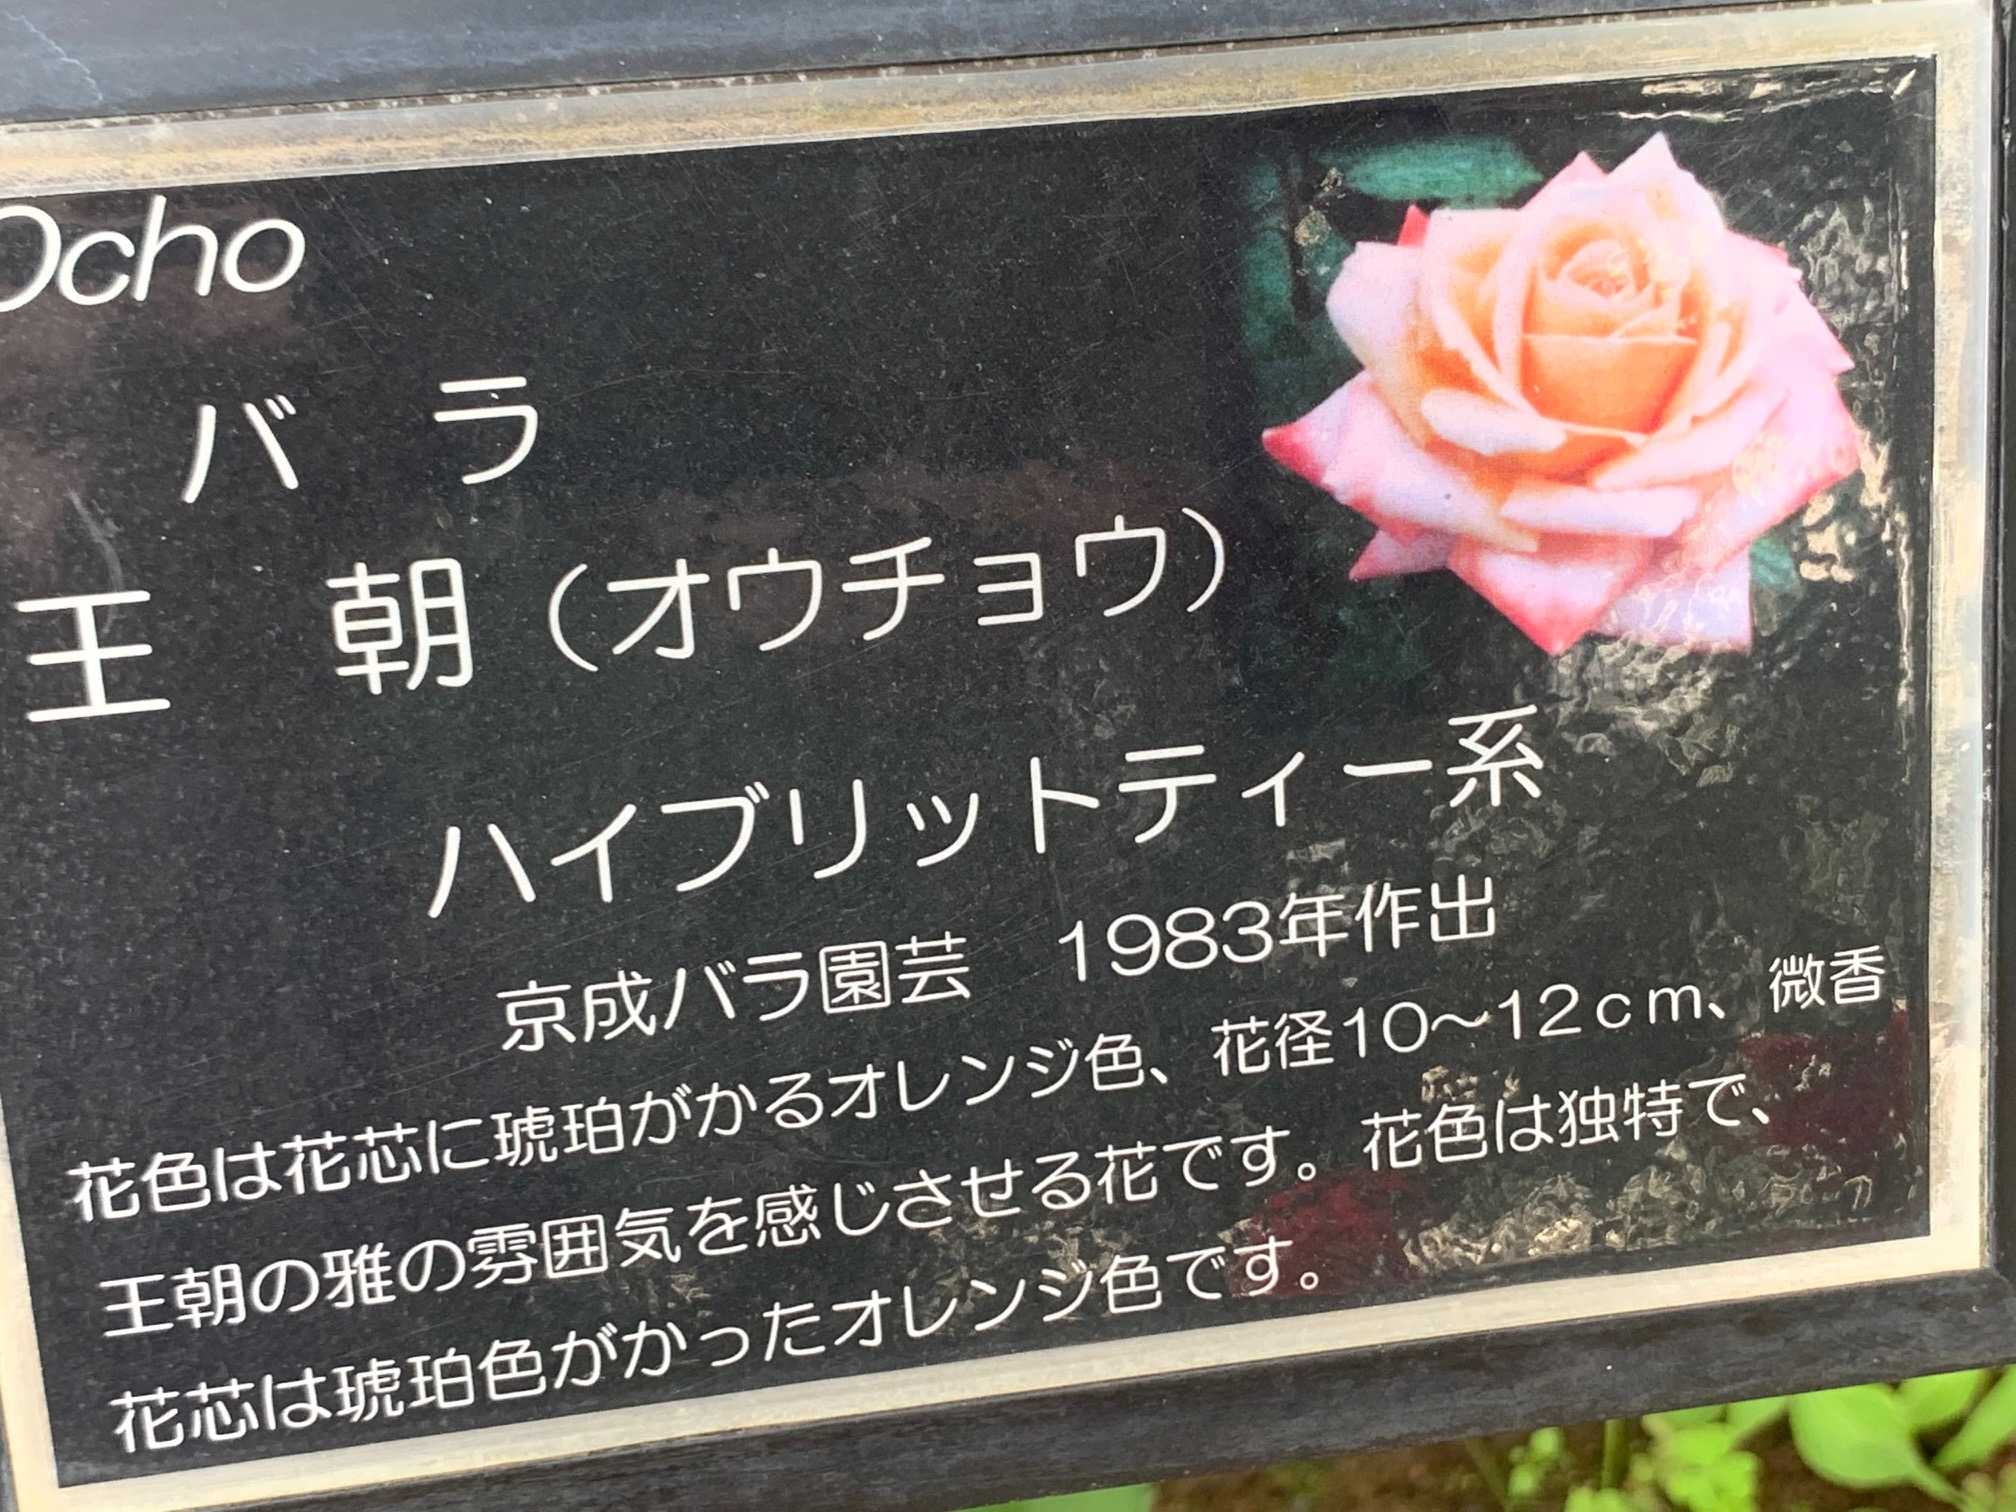 Ocho
バラ
王 朝（オウチョウ）
ハイブリットティー系
京成バラ園芸 1983年作出
花色は花芯に琥珀がかるオレンジ色、花径10～12cm、微香
王朝の雅の雰囲気を感じさせる花です。花色は独特で、
花芯は琥珀色がかったオレンジ色です。